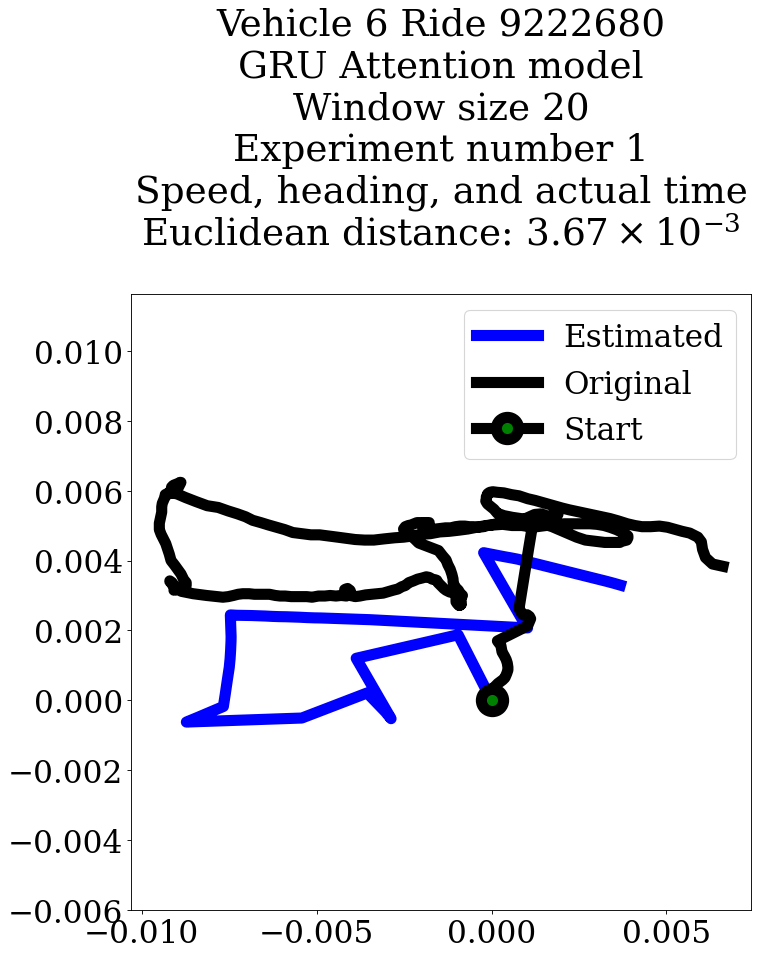 Vehicle 6 Ride 9222680
GRU Attention model
Window size 20
Experiment number 1
Speed, heading, and actual time
Euclidean distance: 3.67 × 10⁻³
Estimated
Original
Start
0.010
0.008
0.006
0.004
0.002
0.000
−0.002
−0.004
−0.006
−0.010
−0.005
0.000
0.005